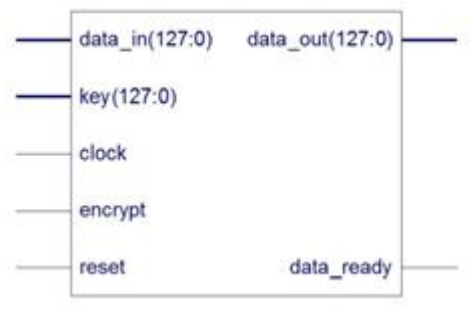 data_in(127:0) data_out(127:0)
key(127:0)
clock
encrypt
reset data_ready